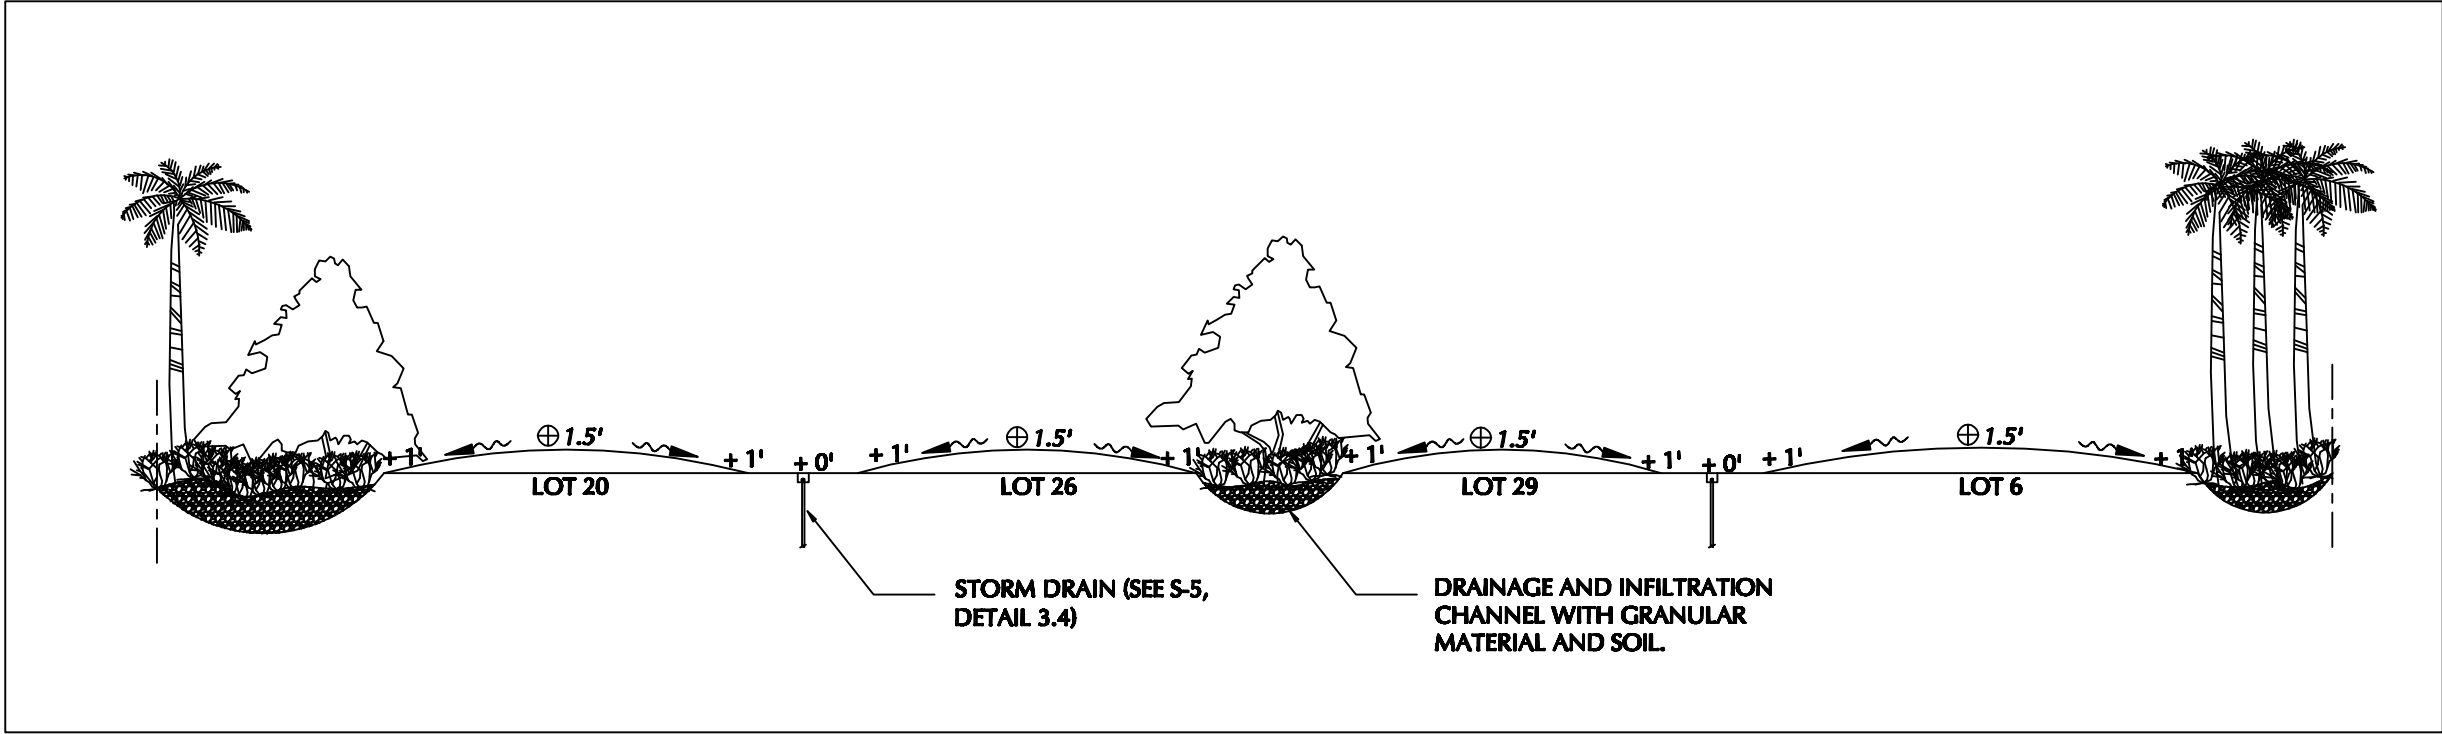 ⊕ 1.5' ⊕ 1.5' ⊕ 1.5' ⊕ 1.5'
+ 1' + 1' + 0' + 1' + 1' + 1' + 1' + 0' + 1' + 1'
LOT 20 LOT 26 LOT 29 LOT 6
STORM DRAIN (SEE S-5,
DETAIL 3.4)
DRAINAGE AND INFILTRATION
CHANNEL WITH GRANULAR
MATERIAL AND SOIL.